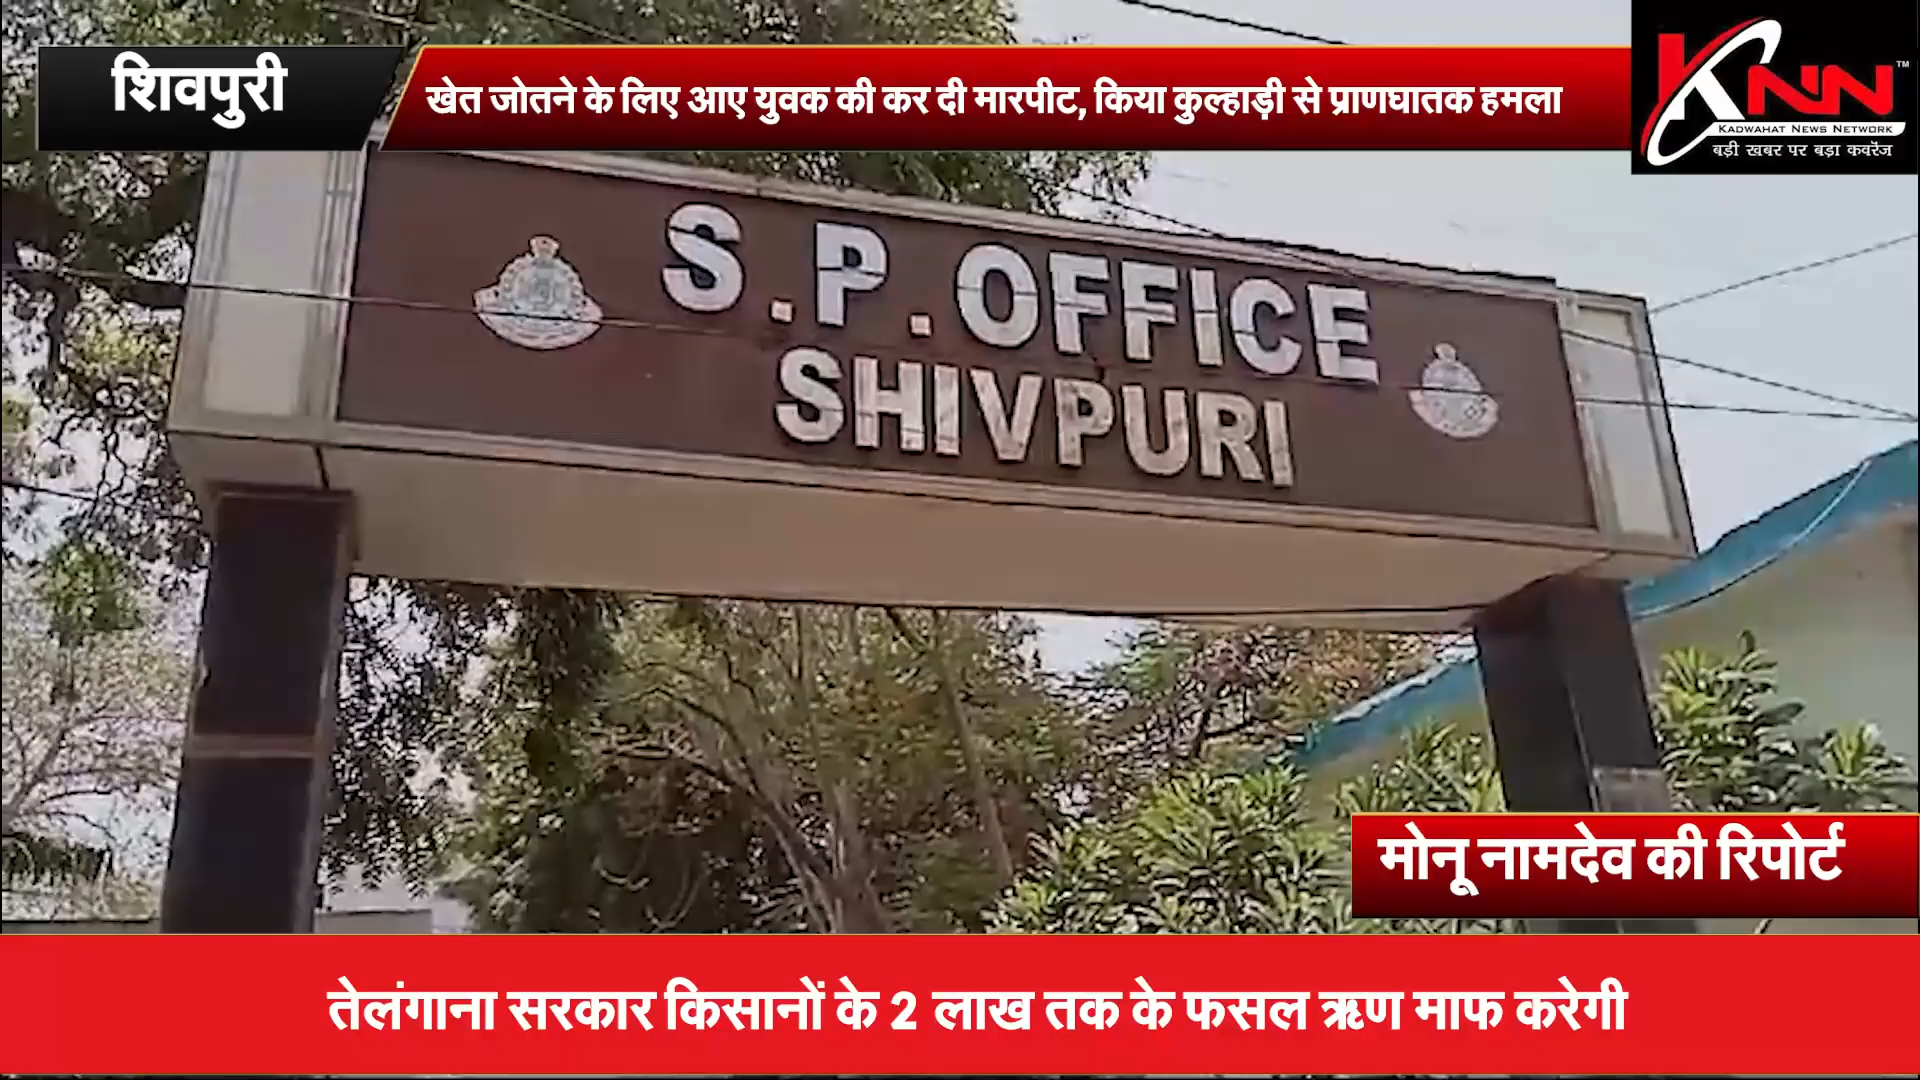 शिवपुरी
खेत जोतने के लिए आए युवक की कर दी मारपीट, किया कुल्हाड़ी से प्राणघातक हमला
KNN™
KADWAHAT NEWS NETWORK
बड़ी खबर पर बड़ा कवरेंज
S.P.OFFICE
SHIVPURI
मोनू नामदेव की रिपोर्ट
तेलंगाना सरकार किसानों के 2 लाख तक के फसल ऋण माफ करेगी